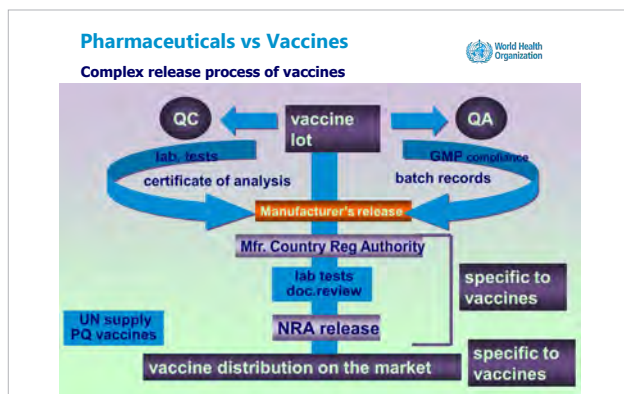 Pharmaceuticals vs Vaccines
World Health
Organization
Complex release process of vaccines
QC
vaccine
lot
QA
lab. tests
GMP compliance
certificate of analysis
batch records
Manufacturer's release
Mfr. Country Reg Authority
lab tests
doc.review
specific to
vaccines
UN supply
PQ vaccines
NRA release
vaccine distribution on the market
specific to
vaccines